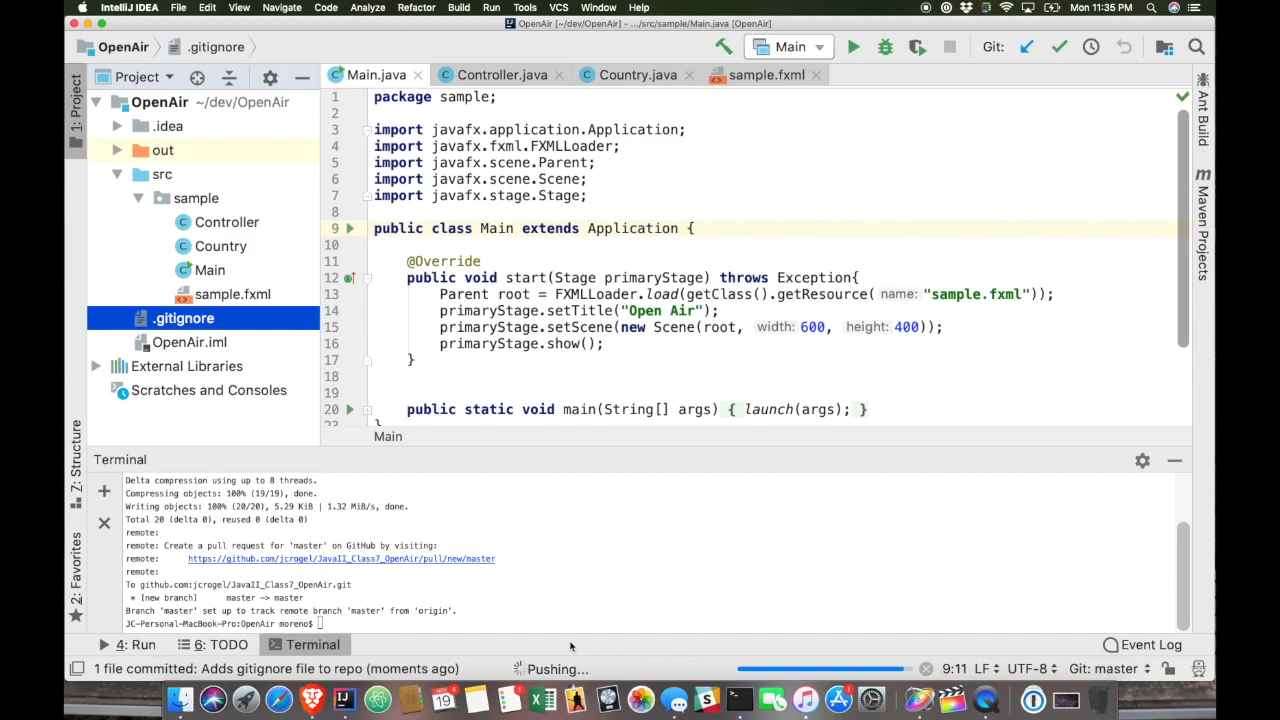 IntelliJ IDEA File Edit View Navigate Code Analyze Refactor Build Run Tools VCS Window Help Mon 11:35 PM
OpenAir [~/dev/OpenAir] - .../src/sample/Main.java [OpenAir]
OpenAir .gitignore Main Git:
1: Project
Project
Main.java Controller.java Country.java sample.fxml
OpenAir ~/dev/OpenAir
.idea
out
src
sample
Controller
Country
Main
sample.fxml
.gitignore
OpenAir.iml
External Libraries
Scratches and Consoles
1 package sample;
2
3 import javafx.application.Application;
4 import javafx.fxml.FXMLLoader;
5 import javafx.scene.Parent;
6 import javafx.scene.Scene;
7 import javafx.stage.Stage;
8
9 public class Main extends Application {
10
11 @Override
12 public void start(Stage primaryStage) throws Exception{
13 Parent root = FXMLLoader.load(getClass().getResource( name: "sample.fxml"));
14 primaryStage.setTitle("Open Air");
15 primaryStage.setScene(new Scene(root, width: 600, height: 400));
16 primaryStage.show();
17 }
18
19
20 public static void main(String[] args) { launch(args); }
23 }
Main
Ant Build
m Maven Projects
Z: Structure
2: Favorites
Terminal
Delta compression using up to 8 threads.
Compressing objects: 100% (19/19), done.
Writing objects: 100% (20/20), 5.29 KiB | 1.32 MiB/s, done.
Total 20 (delta 0), reused 0 (delta 0)
remote:
remote: Create a pull request for 'master' on GitHub by visiting:
remote: https://github.com/jcrogel/JavaII_Class7_OpenAir/pull/new/master
remote:
To github.com:jcrogel/JavaII_Class7_OpenAir.git
* [new branch] master -> master
Branch 'master' set up to track remote branch 'master' from 'origin'.
JC-Personal-MacBook-Pro:OpenAir moreno$
4: Run 6: TODO Terminal Event Log
1 file committed: Adds gitignore file to repo (moments ago) Pushing... 9:11 LF UTF-8 Git: master